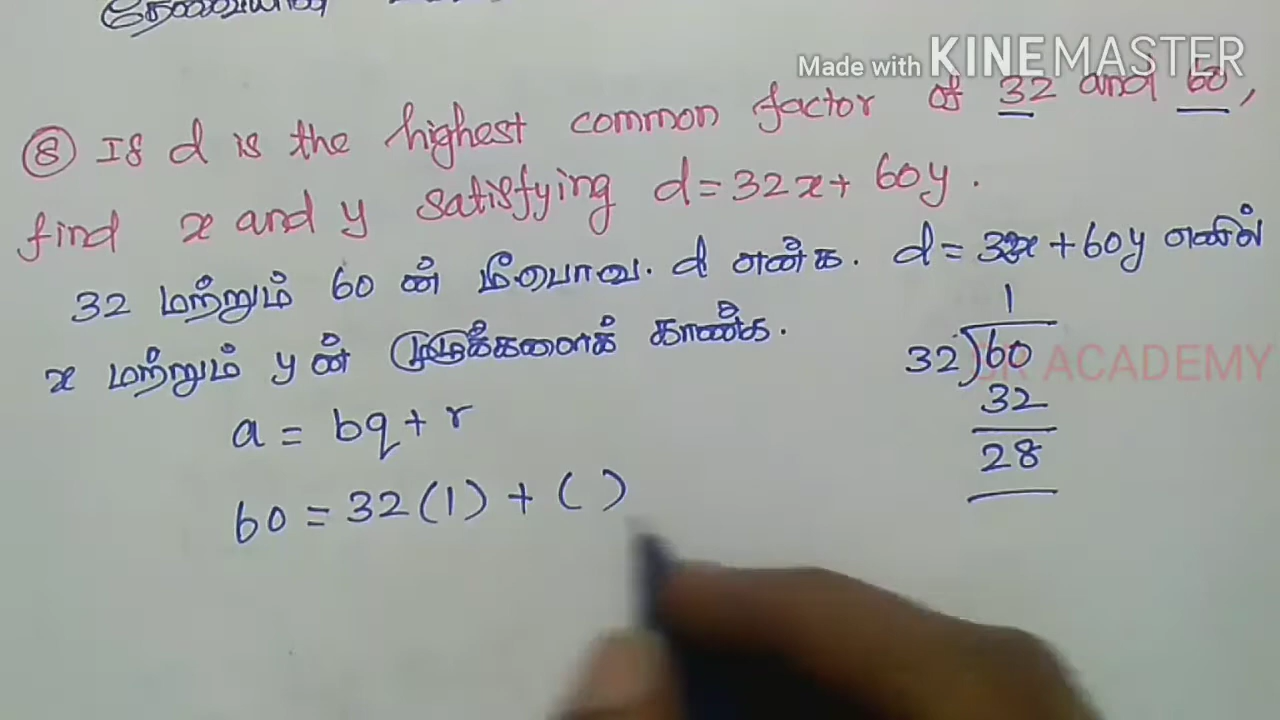 Made with KINEMASTER
⑧ If d is the highest common factor of 32 and 60,
find x and y satisfying d=32x+ 60y.
32 மற்றும் 60 ன் மீபொவ. d என்க. d = 32x + 60y எனில்
x மற்றும் y ன் முழுக்களைக் காண்க.
a = bq + r
60 = 32 (1) + ( )
1
32)60
32
28
ACADEMY